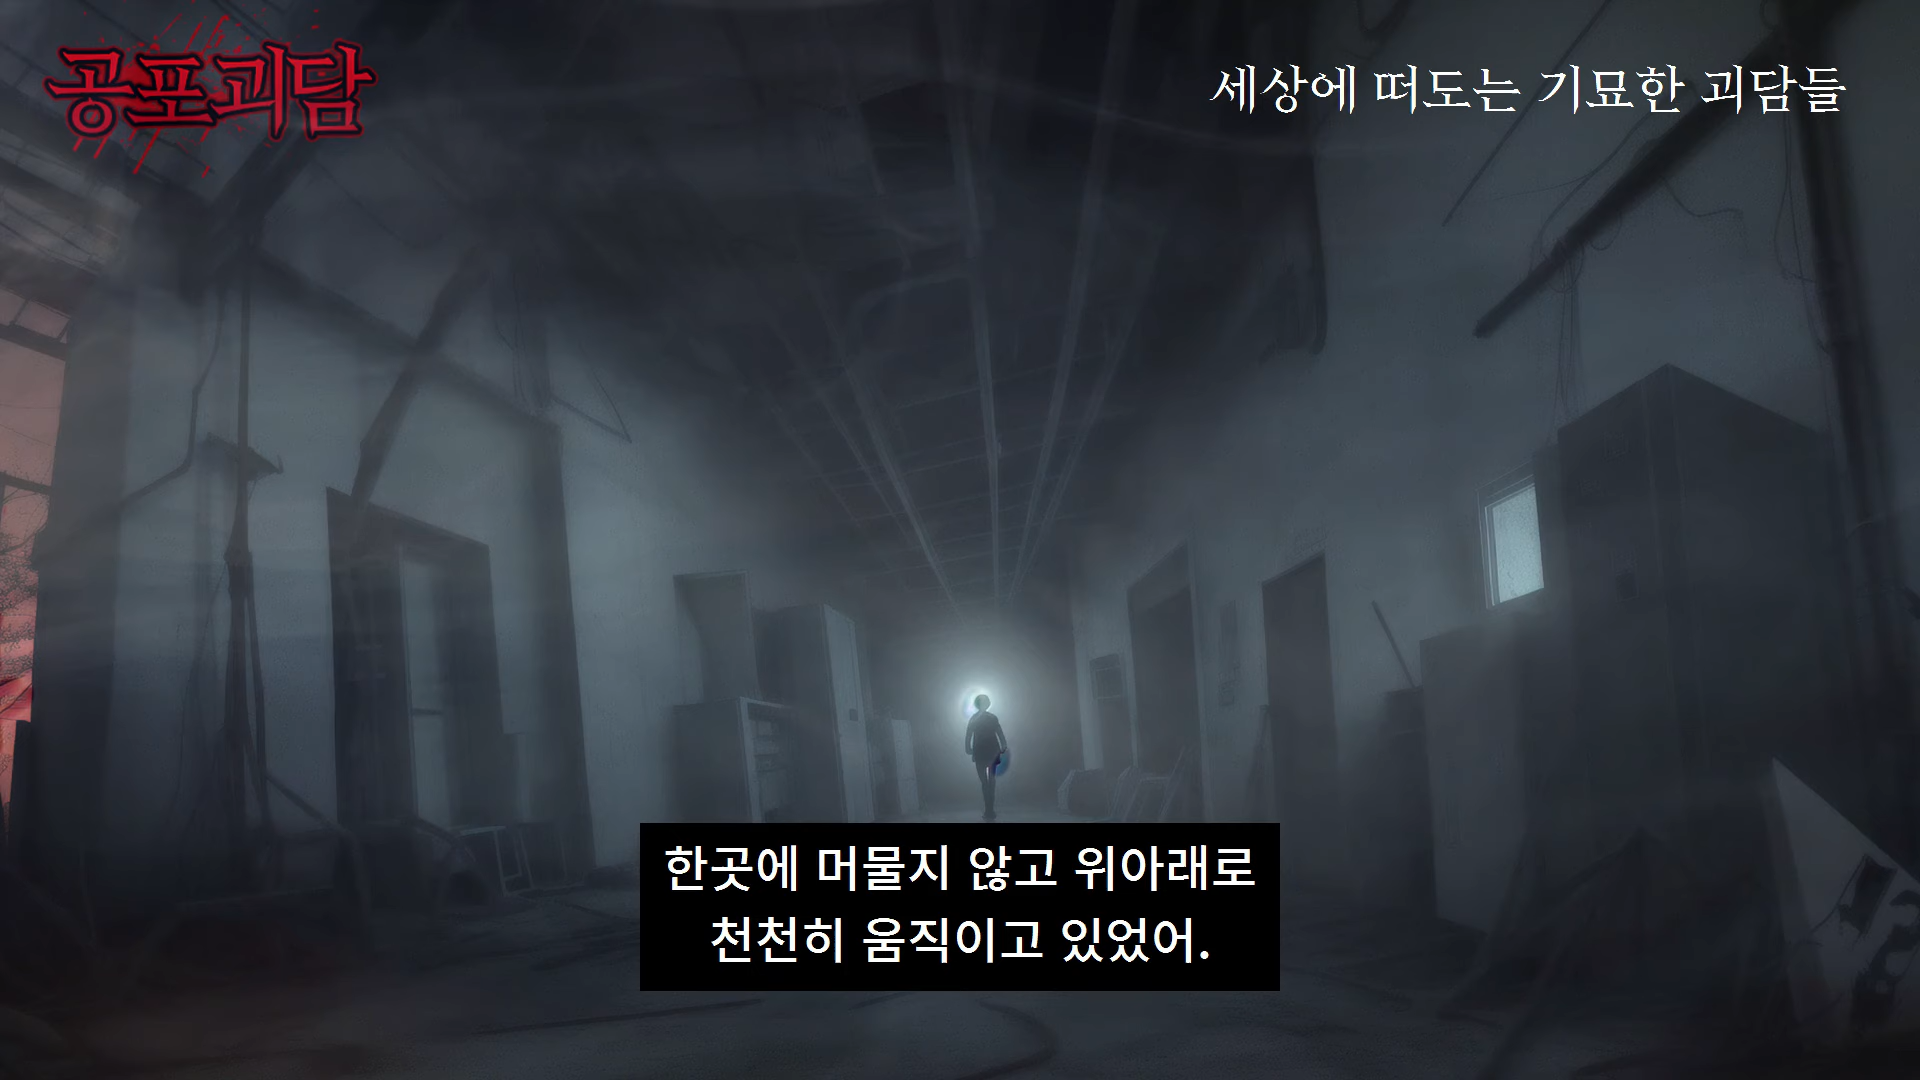 공포괴담
세상에 떠도는 기묘한 괴담들
한곳에 머물지 않고 위아래로
천천히 움직이고 있었어.